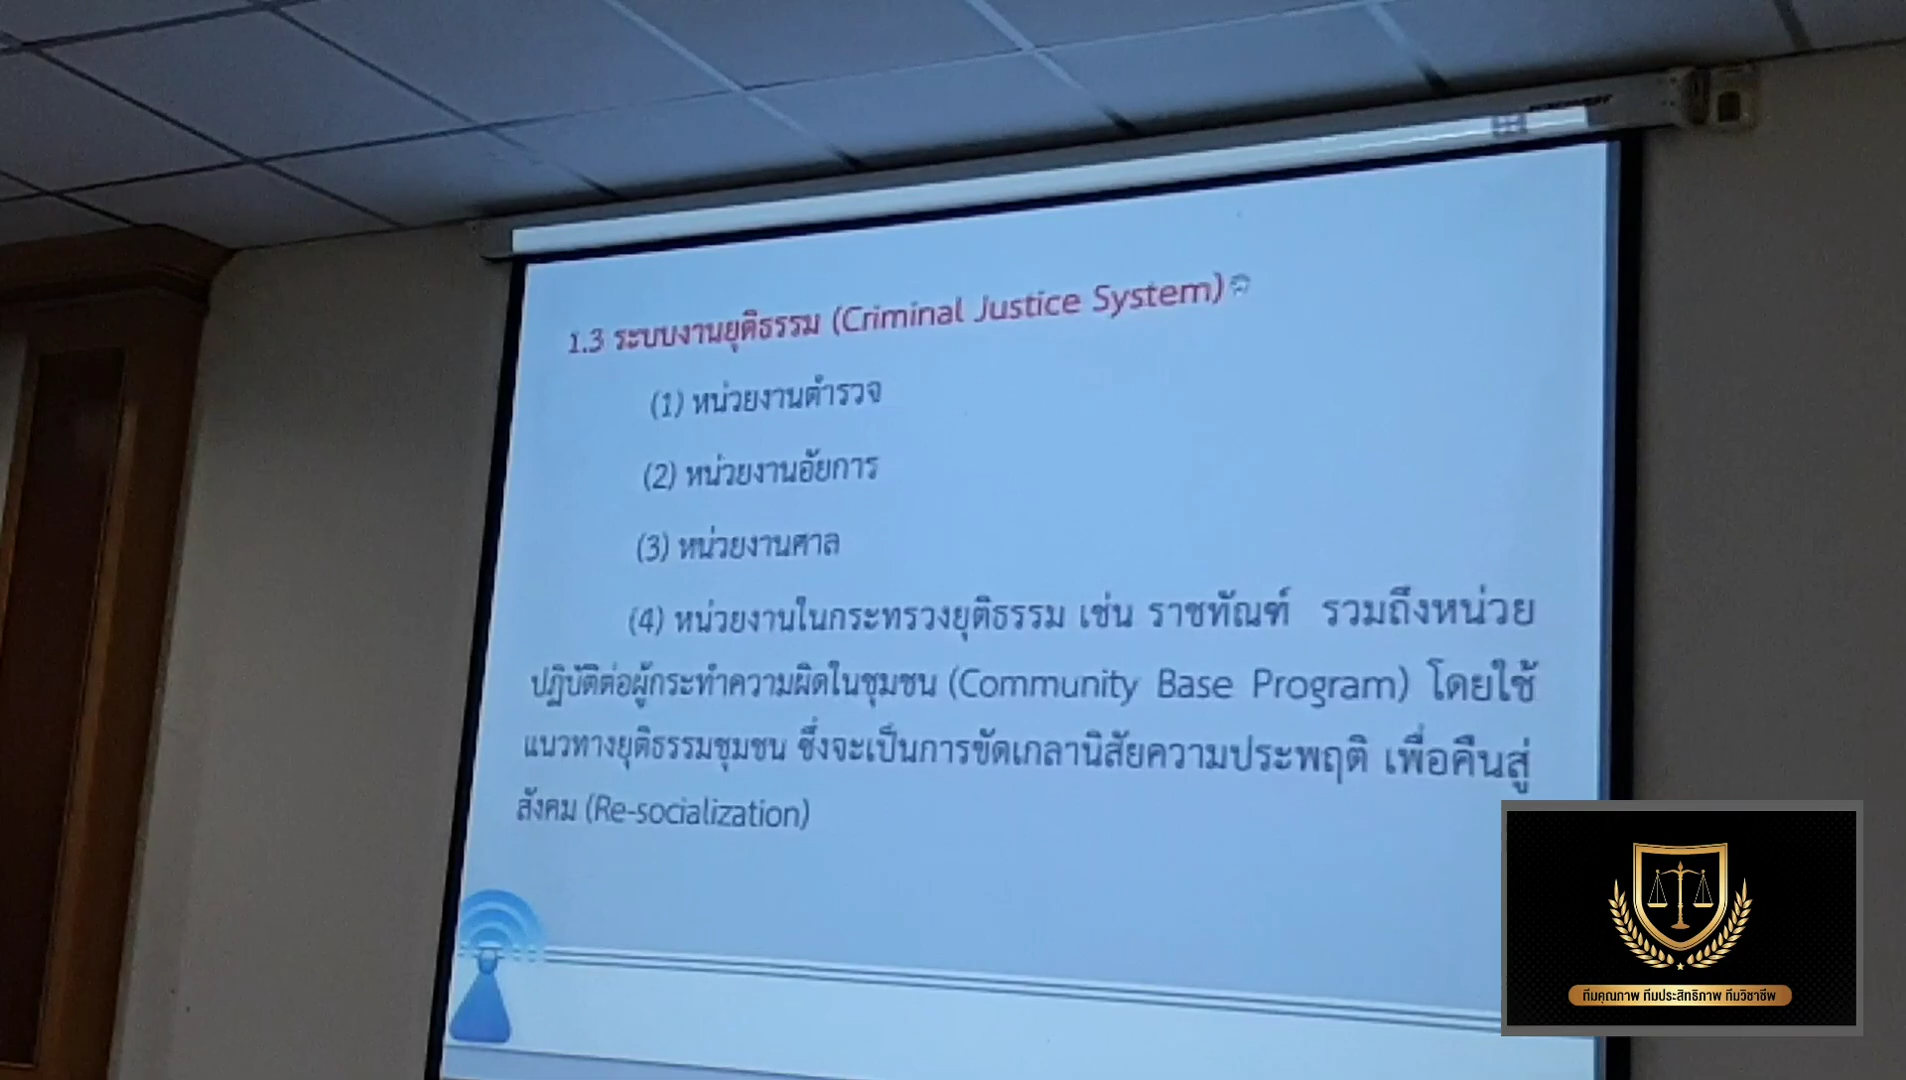 1.3 ระบบงานยุติธรรม (Criminal Justice System)
(1) หน่วยงานตำรวจ
(2) หน่วยงานอัยการ
(3) หน่วยงานศาล
(4) หน่วยงานในกระทรวงยุติธรรม เช่น ราชทัณฑ์ รวมถึงหน่วย
ปฏิบัติต่อผู้กระทำความผิดในชุมชน (Community Base Program) โดยใช้
แนวทางยุติธรรมชุมชน ซึ่งจะเป็นการขัดเกลานิสัยความประพฤติ เพื่อคืนสู่
สังคม (Re-socialization)
ทีมคุณภาพ ทีมประสิทธิภาพ ทีมวิชาชีพ